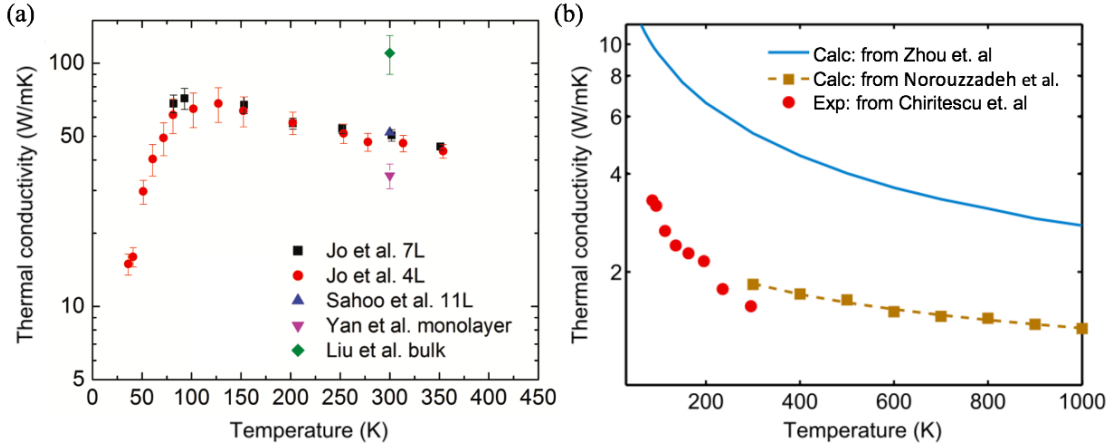 (a)
Thermal conductivity (W/mK)
100
50
10
5
Jo et al. 7L
Jo et al. 4L
Sahoo et al. 11L
Yan et al. monolayer
Liu et al. bulk
0 50 100 150 200 250 300 350 400 450
Temperature (K)
(b)
Thermal conductivity (W/mK)
10
8
6
4
2
Calc: from Zhou et. al
Calc: from Norouzzadeh et al.
Exp: from Chiritescu et. al
200 400 600 800 1000
Temperature (K)